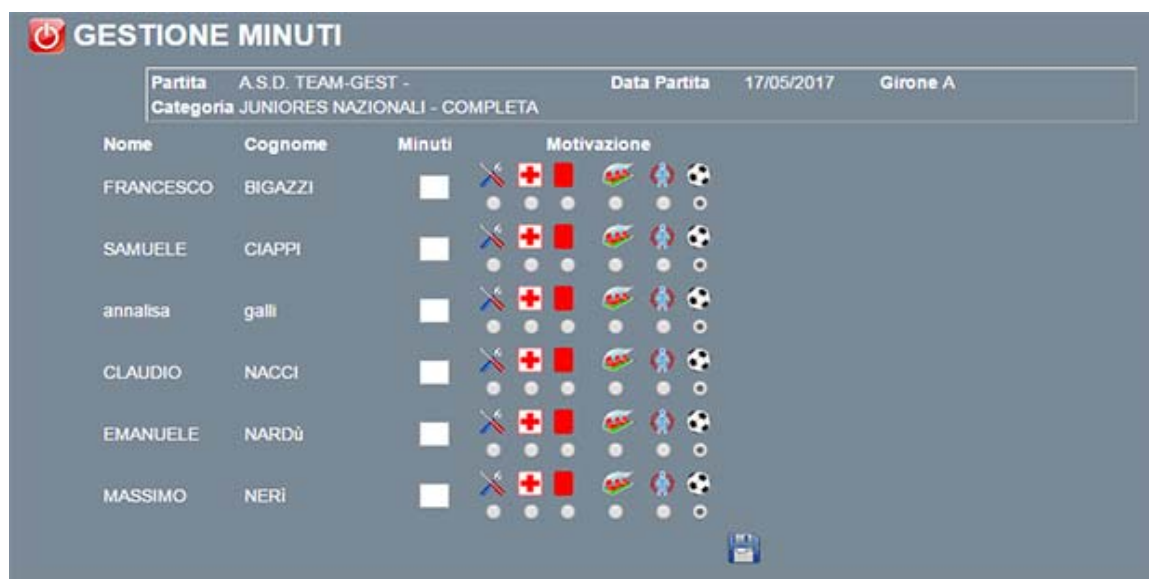 GESTIONE MINUTI
Partita A.S.D. TEAM-GEST - Data Partita 17/05/2017 Girone A
Categoria JUNIORES NAZIONALI - COMPLETA
Nome Cognome Minuti Motivazione
FRANCESCO BIGAZZI
SAMUELE CIAPPI
annalisa galli
CLAUDIO NACCI
EMANUELE NARDù
MASSIMO NERì